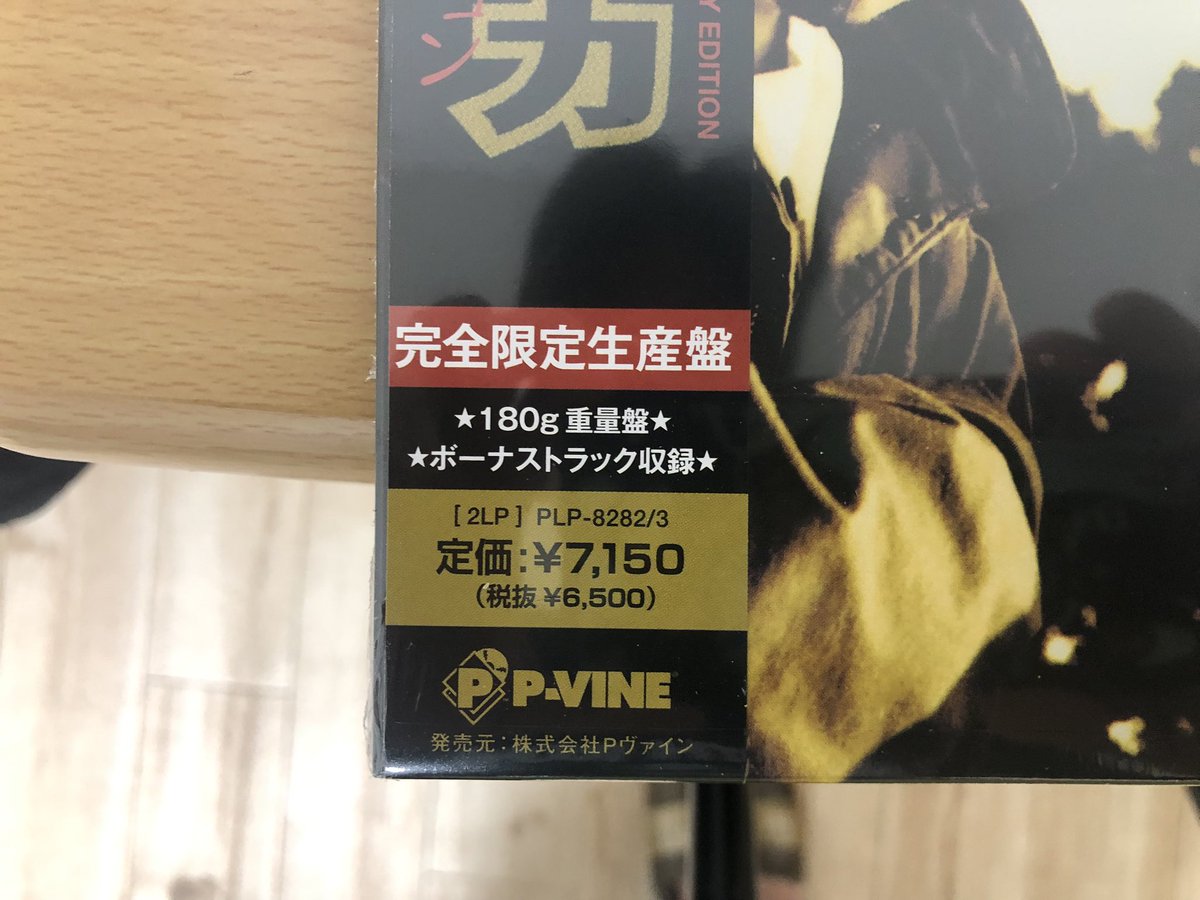 Y EDITION
完全限定生産盤
★180g 重量盤★
★ボーナストラック収録★
[2LP] PLP-8282/3
定価:¥7,150
(税抜 ¥6,500)
P P-VINE
発売元:株式会社Pヴァイン